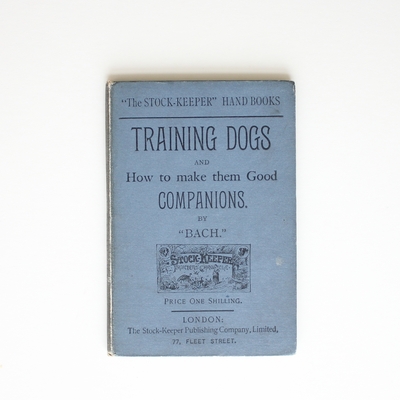 "The STOCK-KEEPER" HAND BOOKS
TRAINING DOGS
AND
How to make them Good
COMPANIONS.
BY
"BACH."
STOCK-KEEPER
PRICE ONE SHILLING.
LONDON:
The Stock-Keeper Publishing Company, Limited,
77, FLEET STREET.